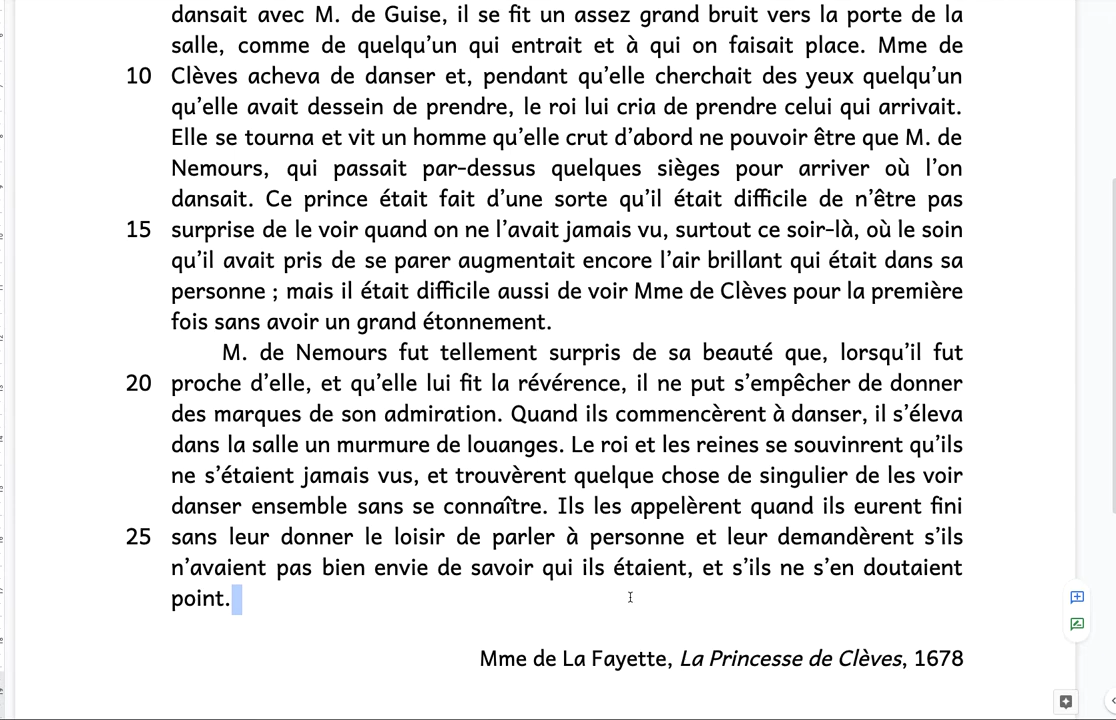 dansait avec M. de Guise, il se fit un assez grand bruit vers la porte de la
salle, comme de quelqu'un qui entrait et à qui on faisait place. Mme de
10 Clèves acheva de danser et, pendant qu'elle cherchait des yeux quelqu'un
qu'elle avait dessein de prendre, le roi lui cria de prendre celui qui arrivait.
Elle se tourna et vit un homme qu'elle crut d'abord ne pouvoir être que M. de
Nemours, qui passait par-dessus quelques sièges pour arriver où l'on
dansait. Ce prince était fait d'une sorte qu'il était difficile de n'être pas
15 surprise de le voir quand on ne l'avait jamais vu, surtout ce soir-là, où le soin
qu'il avait pris de se parer augmentait encore l'air brillant qui était dans sa
personne ; mais il était difficile aussi de voir Mme de Clèves pour la première
fois sans avoir un grand étonnement.
M. de Nemours fut tellement surpris de sa beauté que, lorsqu'il fut
20 proche d'elle, et qu'elle lui fit la révérence, il ne put s'empêcher de donner
des marques de son admiration. Quand ils commencèrent à danser, il s'éleva
dans la salle un murmure de louanges. Le roi et les reines se souvinrent qu'ils
ne s'étaient jamais vus, et trouvèrent quelque chose de singulier de les voir
danser ensemble sans se connaître. Ils les appelèrent quand ils eurent fini
25 sans leur donner le loisir de parler à personne et leur demandèrent s'ils
n'avaient pas bien envie de savoir qui ils étaient, et s'ils ne s'en doutaient
point.
Mme de La Fayette, La Princesse de Clèves, 1678